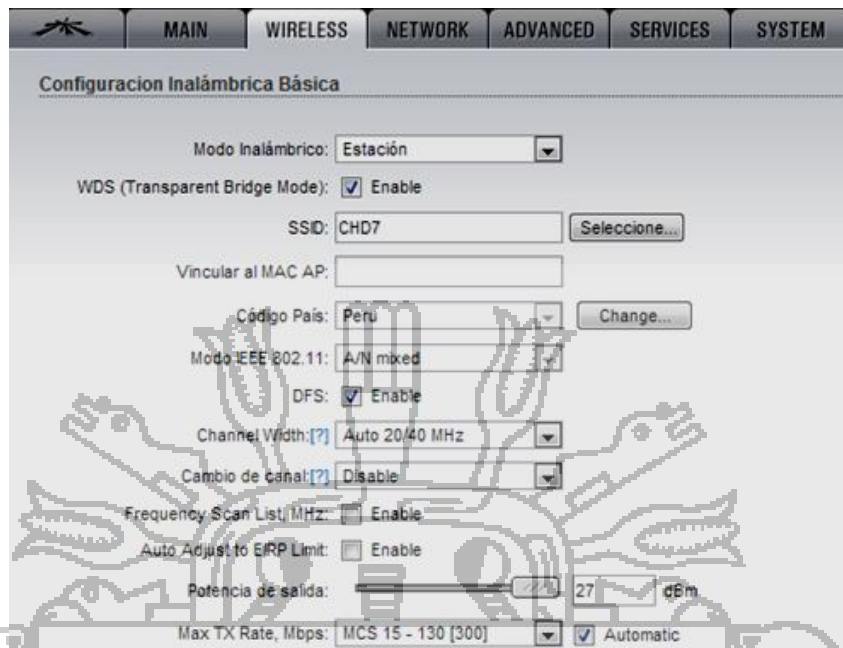 MAIN WIRELESS NETWORK ADVANCED SERVICES SYSTEM
Configuracion Inalámbrica Básica
Modo Inalámbrico: Estación
WDS (Transparent Bridge Mode): Enable
SSID: CHD7 Seleccione...
Vincular al MAC AP:
Código País: Peru Change...
Modo IEEE 802.11: A/N mixed
DFS: Enable
Channel Width:[?] Auto 20/40 MHz
Cambio de canal:[?] Disable
Frequency Scan List, MHz: Enable
Auto Adjust to EIRP Limit: Enable
Potencia de salida: 27 dBm
Max TX Rate, Mbps: MCS 15 - 130 [300] Automatic